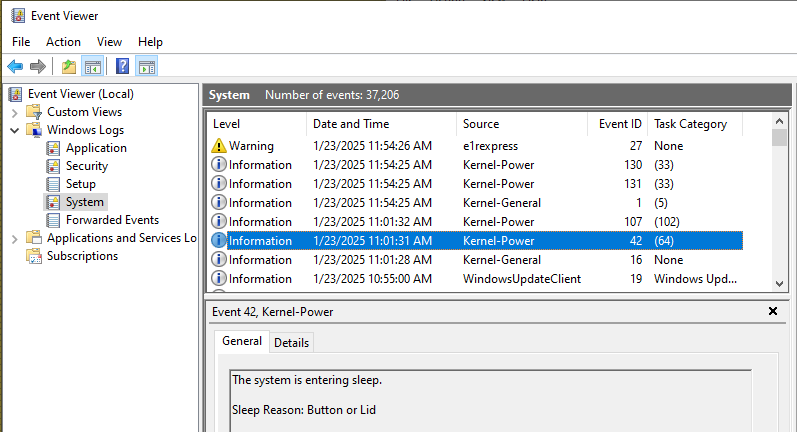 Event Viewer
File Action View Help
Event Viewer (Local)
Custom Views
Windows Logs
Application
Security
Setup
System
Forwarded Events
Applications and Services Lo
Subscriptions
System Number of events: 37,206
Level Date and Time Source Event ID Task Category
Warning 1/23/2025 11:54:26 AM e1rexpress 27 None
Information 1/23/2025 11:54:25 AM Kernel-Power 130 (33)
Information 1/23/2025 11:54:25 AM Kernel-Power 131 (33)
Information 1/23/2025 11:54:25 AM Kernel-General 1 (5)
Information 1/23/2025 11:01:32 AM Kernel-Power 107 (102)
Information 1/23/2025 11:01:31 AM Kernel-Power 42 (64)
Information 1/23/2025 11:01:28 AM Kernel-General 16 None
Information 1/23/2025 10:55:00 AM WindowsUpdateClient 19 Windows Upd...
Event 42, Kernel-Power
General Details
The system is entering sleep.
Sleep Reason: Button or Lid